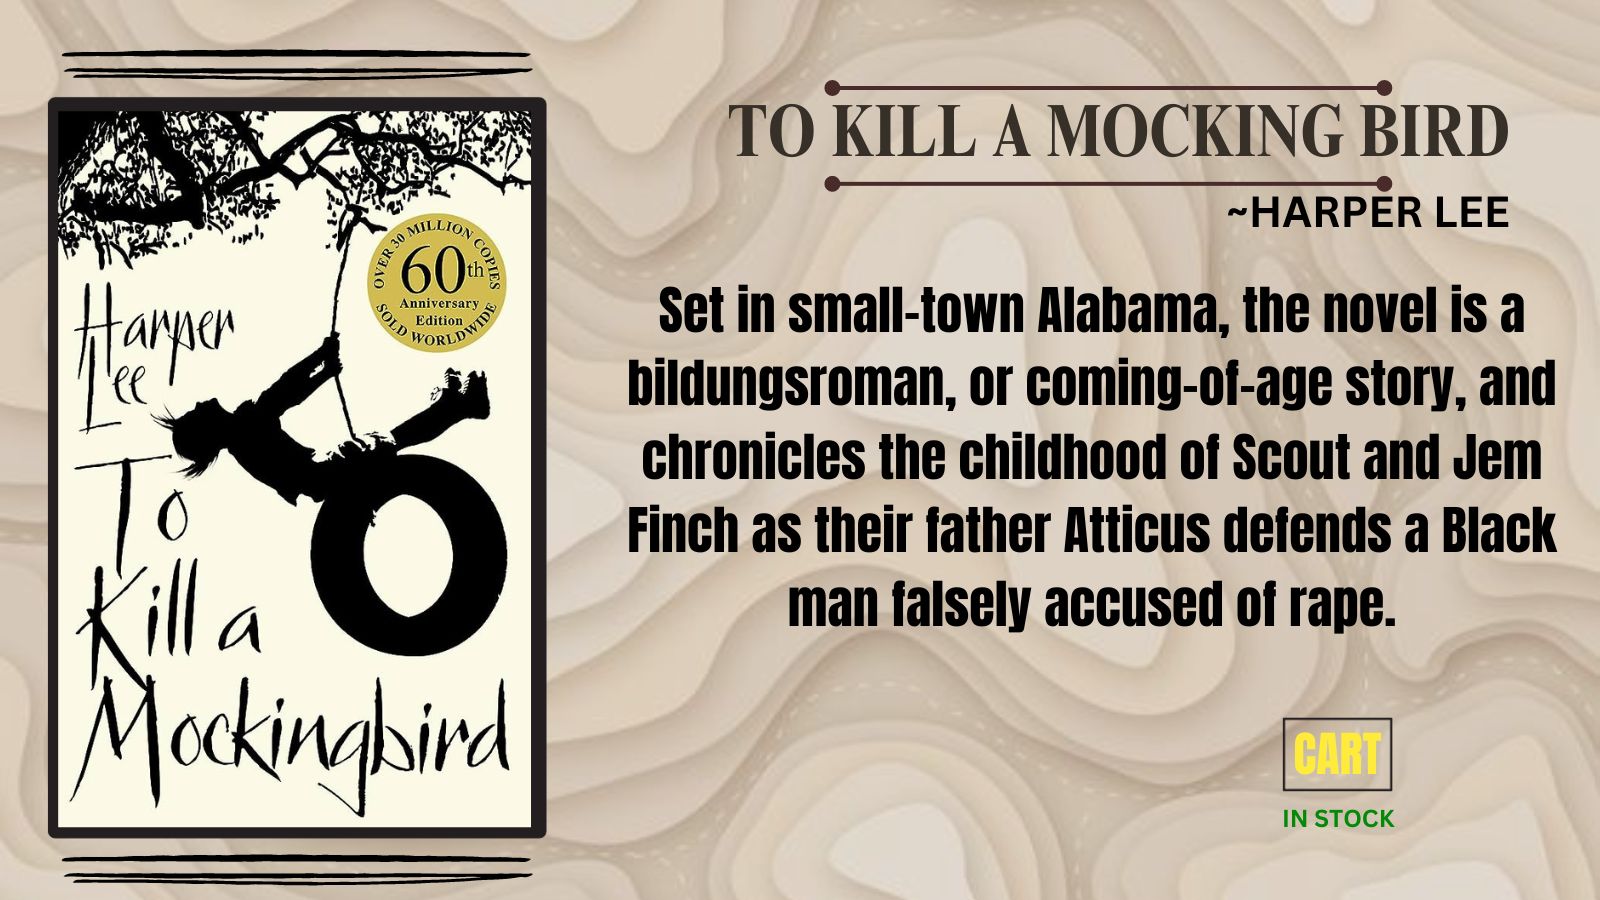 Harper
Lee
To
Kill a
Mockingbird
OVER 30 MILLION COPIES
60th
Anniversary
Edition
SOLD WORLDWIDE
TO KILL A MOCKING BIRD
~HARPER LEE
Set in small-town Alabama, the novel is a
bildungsroman, or coming-of-age story, and
chronicles the childhood of Scout and Jem
Finch as their father Atticus defends a Black
man falsely accused of rape.
CART
IN STOCK